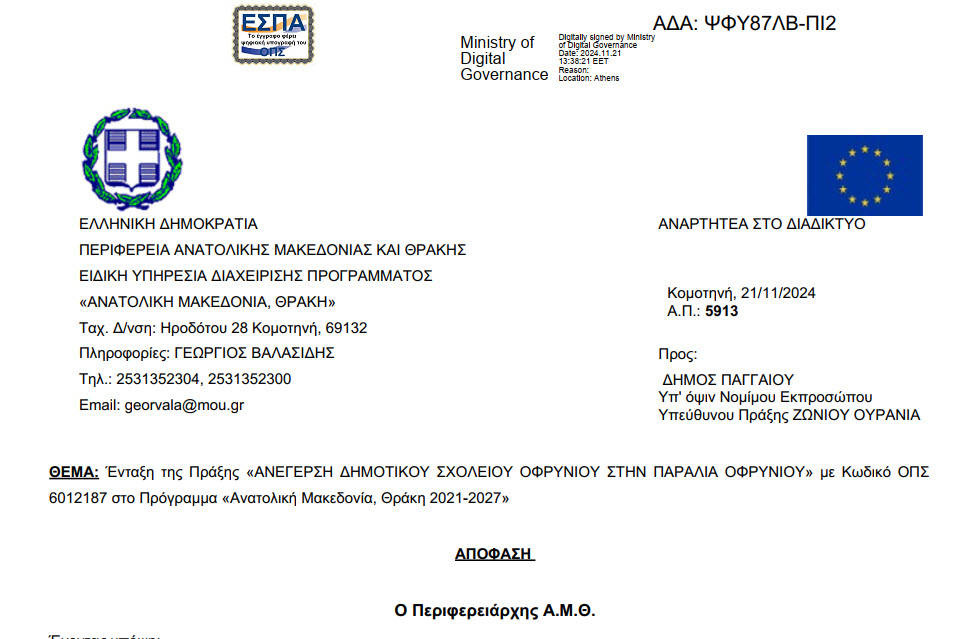 ΕΣΠΑ
Το έγγραφο φέρει
ψηφιακή υπογραφή του
ΟΠΣ
ΑΔΑ: ΨΦΥ87ΛΒ-ΠΙ2
Ministry of
Digital
Governance
Digitally signed by Ministry
of Digital Governance
Date: 2024.11.21
13:38:21 EET
Reason:
Location: Athens
ΕΛΛΗΝΙΚΗ ΔΗΜΟΚΡΑΤΙΑ
ΠΕΡΙΦΕΡΕΙΑ ΑΝΑΤΟΛΙΚΗΣ ΜΑΚΕΔΟΝΙΑΣ ΚΑΙ ΘΡΑΚΗΣ
ΕΙΔΙΚΗ ΥΠΗΡΕΣΙΑ ΔΙΑΧΕΙΡΙΣΗΣ ΠΡΟΓΡΑΜΜΑΤΟΣ
«ΑΝΑΤΟΛΙΚΗ ΜΑΚΕΔΟΝΙΑ, ΘΡΑΚΗ»
Ταχ. Δ/νση: Ηροδότου 28 Κομοτηνή, 69132
Πληροφορίες: ΓΕΩΡΓΙΟΣ ΒΑΛΑΣΙΔΗΣ
Τηλ.: 2531352304, 2531352300
Email: georvala@mou.gr
ΑΝΑΡΤΗΤΕΑ ΣΤΟ ΔΙΑΔΙΚΤΥΟ
Κομοτηνή, 21/11/2024
Α.Π.: 5913
Προς:
ΔΗΜΟΣ ΠΑΓΓΑΙΟΥ
Υπ' όψιν Νομίμου Εκπροσώπου
Υπεύθυνου Πράξης ΖΩΝΙΟΥ ΟΥΡΑΝΙΑ
ΘΕΜΑ: Ένταξη της Πράξης «ΑΝΕΓΕΡΣΗ ΔΗΜΟΤΙΚΟΥ ΣΧΟΛΕΙΟΥ ΟΦΡΥΝΙΟΥ ΣΤΗΝ ΠΑΡΑΛΙΑ ΟΦΡΥΝΙΟΥ» με Κωδικό ΟΠΣ
6012187 στο Πρόγραμμα «Ανατολική Μακεδονία, Θράκη 2021-2027»
ΑΠΟΦΑΣΗ
Ο Περιφερειάρχης Α.Μ.Θ.
Έχοντας υπόψη: